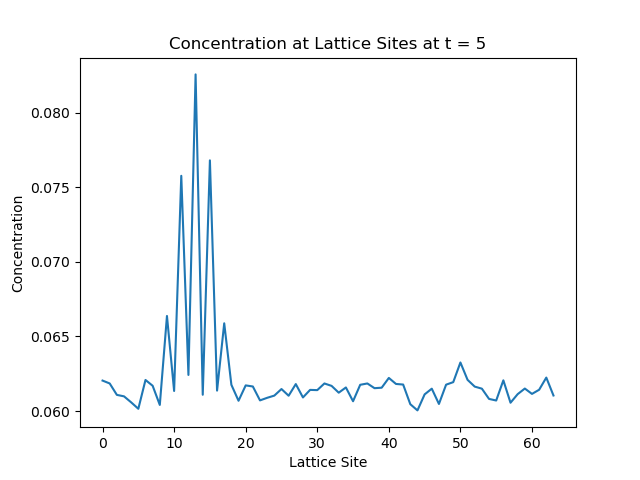 Concentration at Lattice Sites at t = 5
0.080
0.075
0.070
0.065
0.060
Concentration
0 10 20 30 40 50 60
Lattice Site